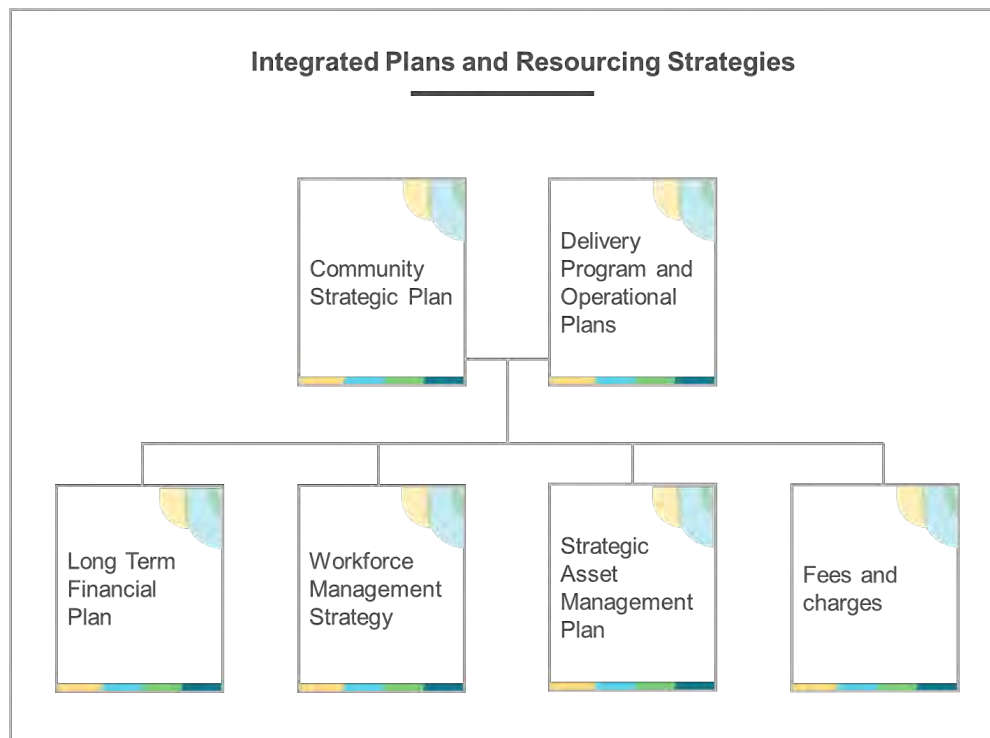 Integrated Plans and Resourcing Strategies
Community
Strategic Plan
Delivery
Program and
Operational
Plans
Long Term
Financial
Plan
Workforce
Management
Strategy
Strategic
Asset
Management
Plan
Fees and
charges